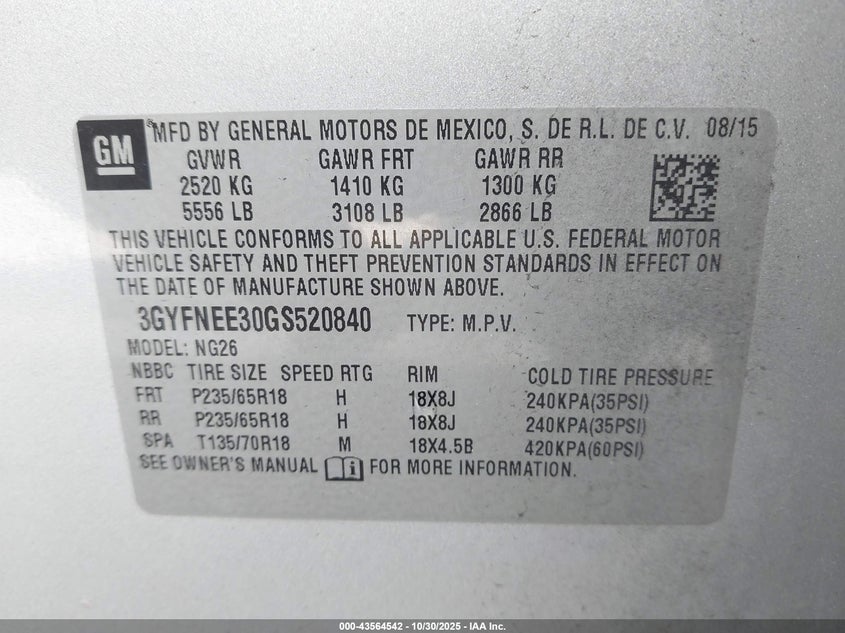 GM
MFD BY GENERAL MOTORS DE MEXICO, S. DE R.L. DE C.V. 08/15
GVWR GAWR FRT GAWR RR
2520 KG 1410 KG 1300 KG
5556 LB 3108 LB 2866 LB
THIS VEHICLE CONFORMS TO ALL APPLICABLE U.S. FEDERAL MOTOR
VEHICLE SAFETY AND THEFT PREVENTION STANDARDS IN EFFECT ON
THE DATE OF MANUFACTURE SHOWN ABOVE.
3GYFNEE30GS520840 TYPE: M.P.V.
MODEL: NG26
NBBC TIRE SIZE SPEED RTG RIM COLD TIRE PRESSURE
FRT P235/65R18 H 18X8J 240KPA(35PSI)
RR P235/65R18 H 18X8J 240KPA(35PSI)
SPA T135/70R18 M 18X4.5B 420KPA(60PSI)
SEE OWNER'S MANUAL i FOR MORE INFORMATION.
000-43564542 - 10/30/2025 - IAA Inc.